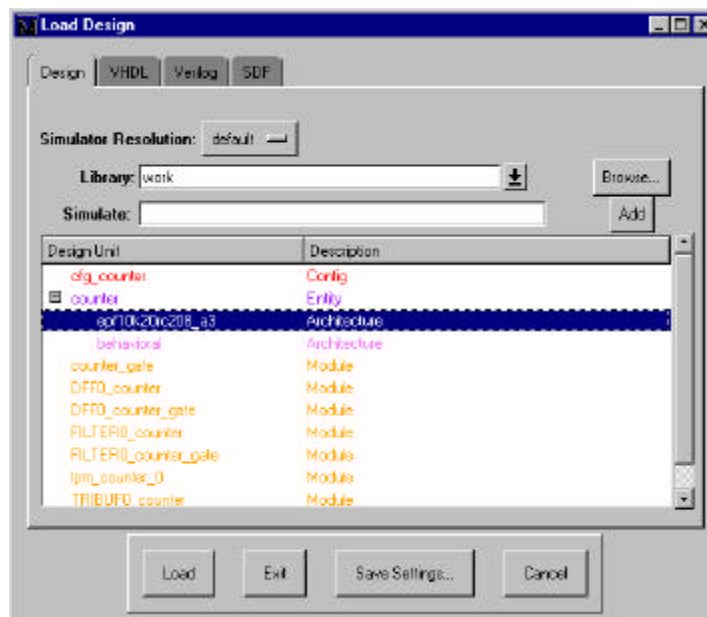 Load Design
Design VHDL Verilog SDF
Simulator Resolution: default
Library: work Browse...
Simulate: Add
Design Unit Description
cfg_counter Config
counter Entity
epf10k20rc208_a3 Architecture
behavioral Architecture
counter_gate Module
DFF0_counter Module
DFF0_counter_gate Module
FILTER0_counter Module
FILTER0_counter_gate Module
lpm_counter_0 Module
TRIBUF0_counter Module
Load Exit Save Settings... Cancel